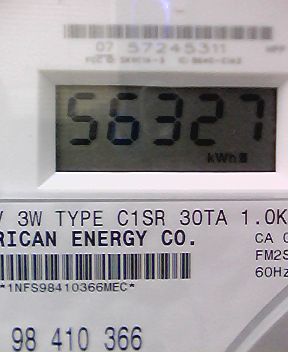 07 57245311
56327
kWh
V 3W TYPE C1SR 30TA 1.0K
RICAN ENERGY CO.
CA 0
FM2S
60Hz
*1NFS98410366MEC*
98 410 366